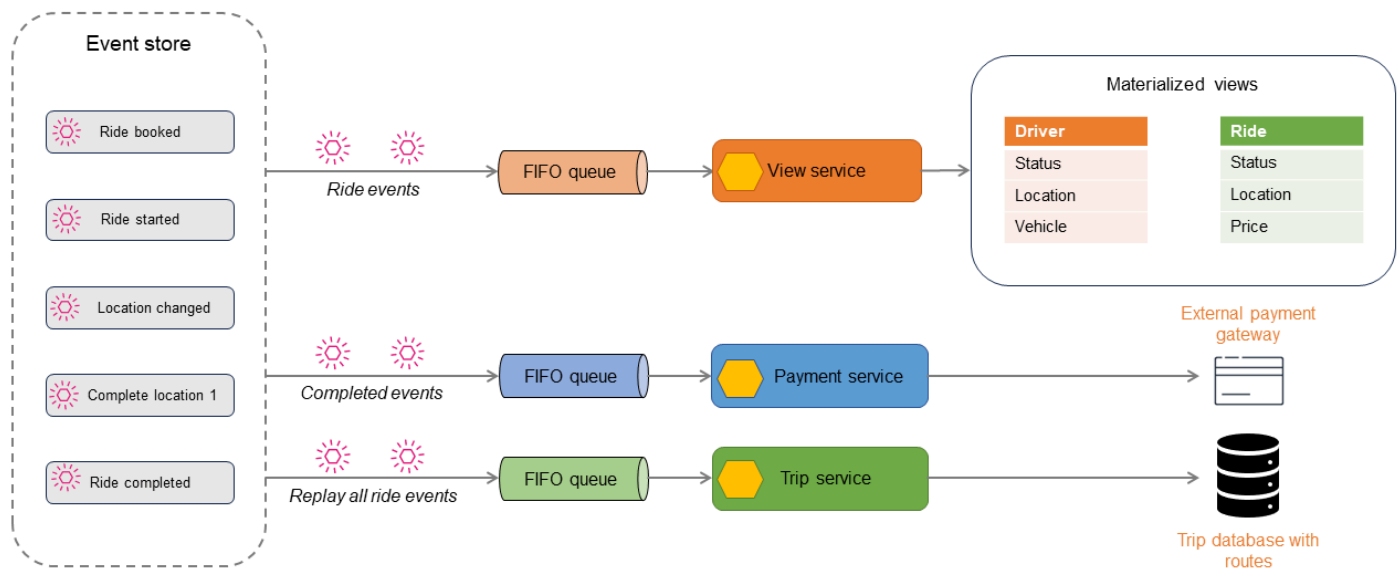 Event store
Ride booked
Ride started
Location changed
Complete location 1
Ride completed
Ride events
FIFO queue
View service
Materialized views
Driver
Status
Location
Vehicle
Ride
Status
Location
Price
Completed events
FIFO queue
Payment service
External payment
gateway
Replay all ride events
FIFO queue
Trip service
Trip database with
routes